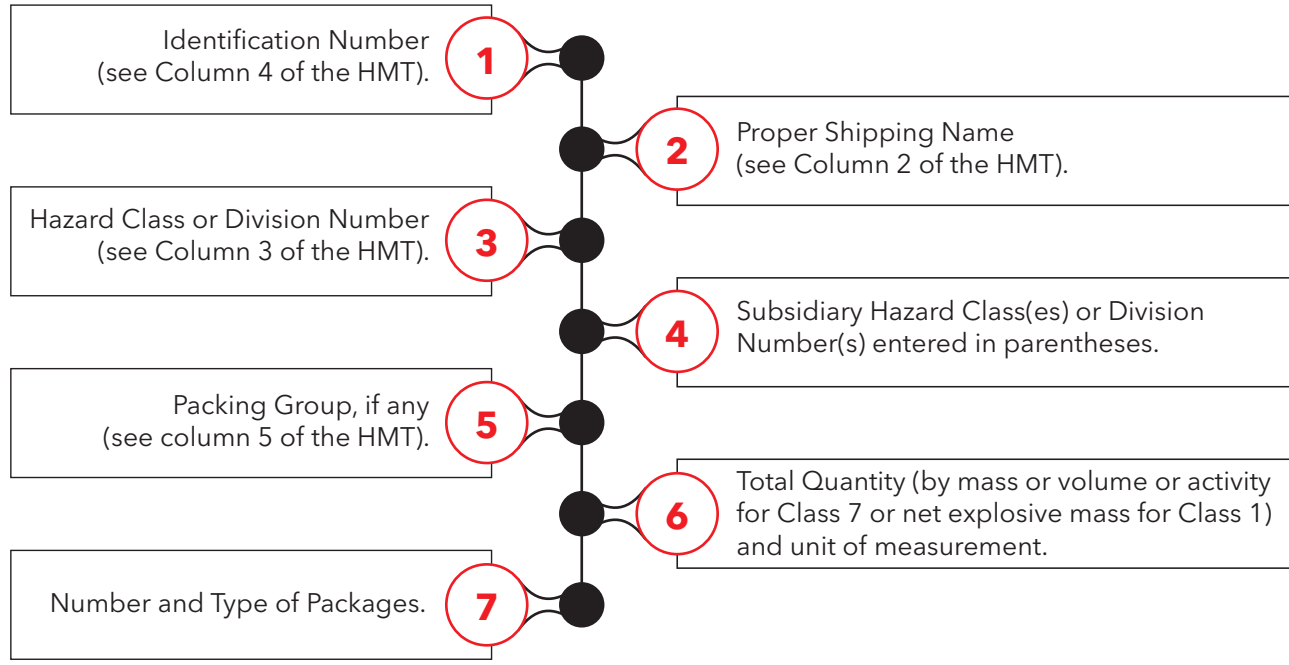 Identification Number
(see Column 4 of the HMT).
1
2
Proper Shipping Name
(see Column 2 of the HMT).
Hazard Class or Division Number
(see Column 3 of the HMT).
3
4
Subsidiary Hazard Class(es) or Division
Number(s) entered in parentheses.
Packing Group, if any
(see column 5 of the HMT).
5
6
Total Quantity (by mass or volume or activity
for Class 7 or net explosive mass for Class 1)
and unit of measurement.
Number and Type of Packages.
7